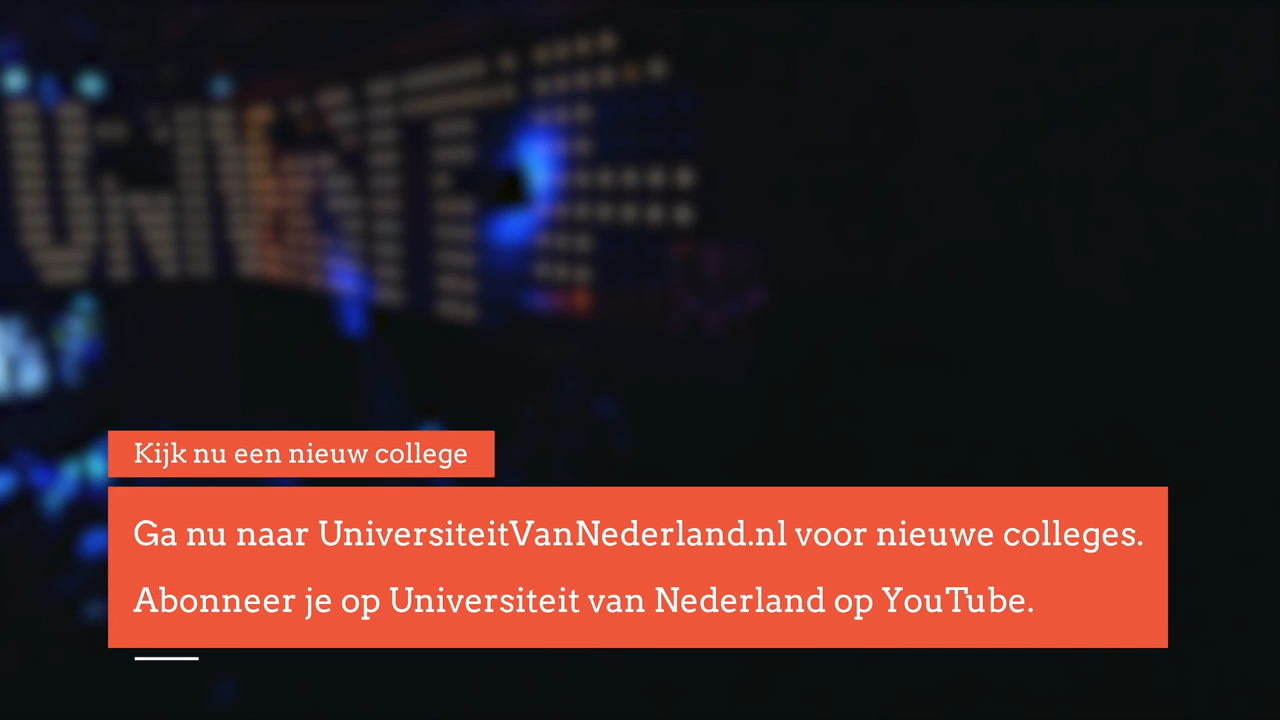 Kijk nu een nieuw college
Ga nu naar UniversiteitVanNederland.nl voor nieuwe colleges.
Abonneer je op Universiteit van Nederland op YouTube.